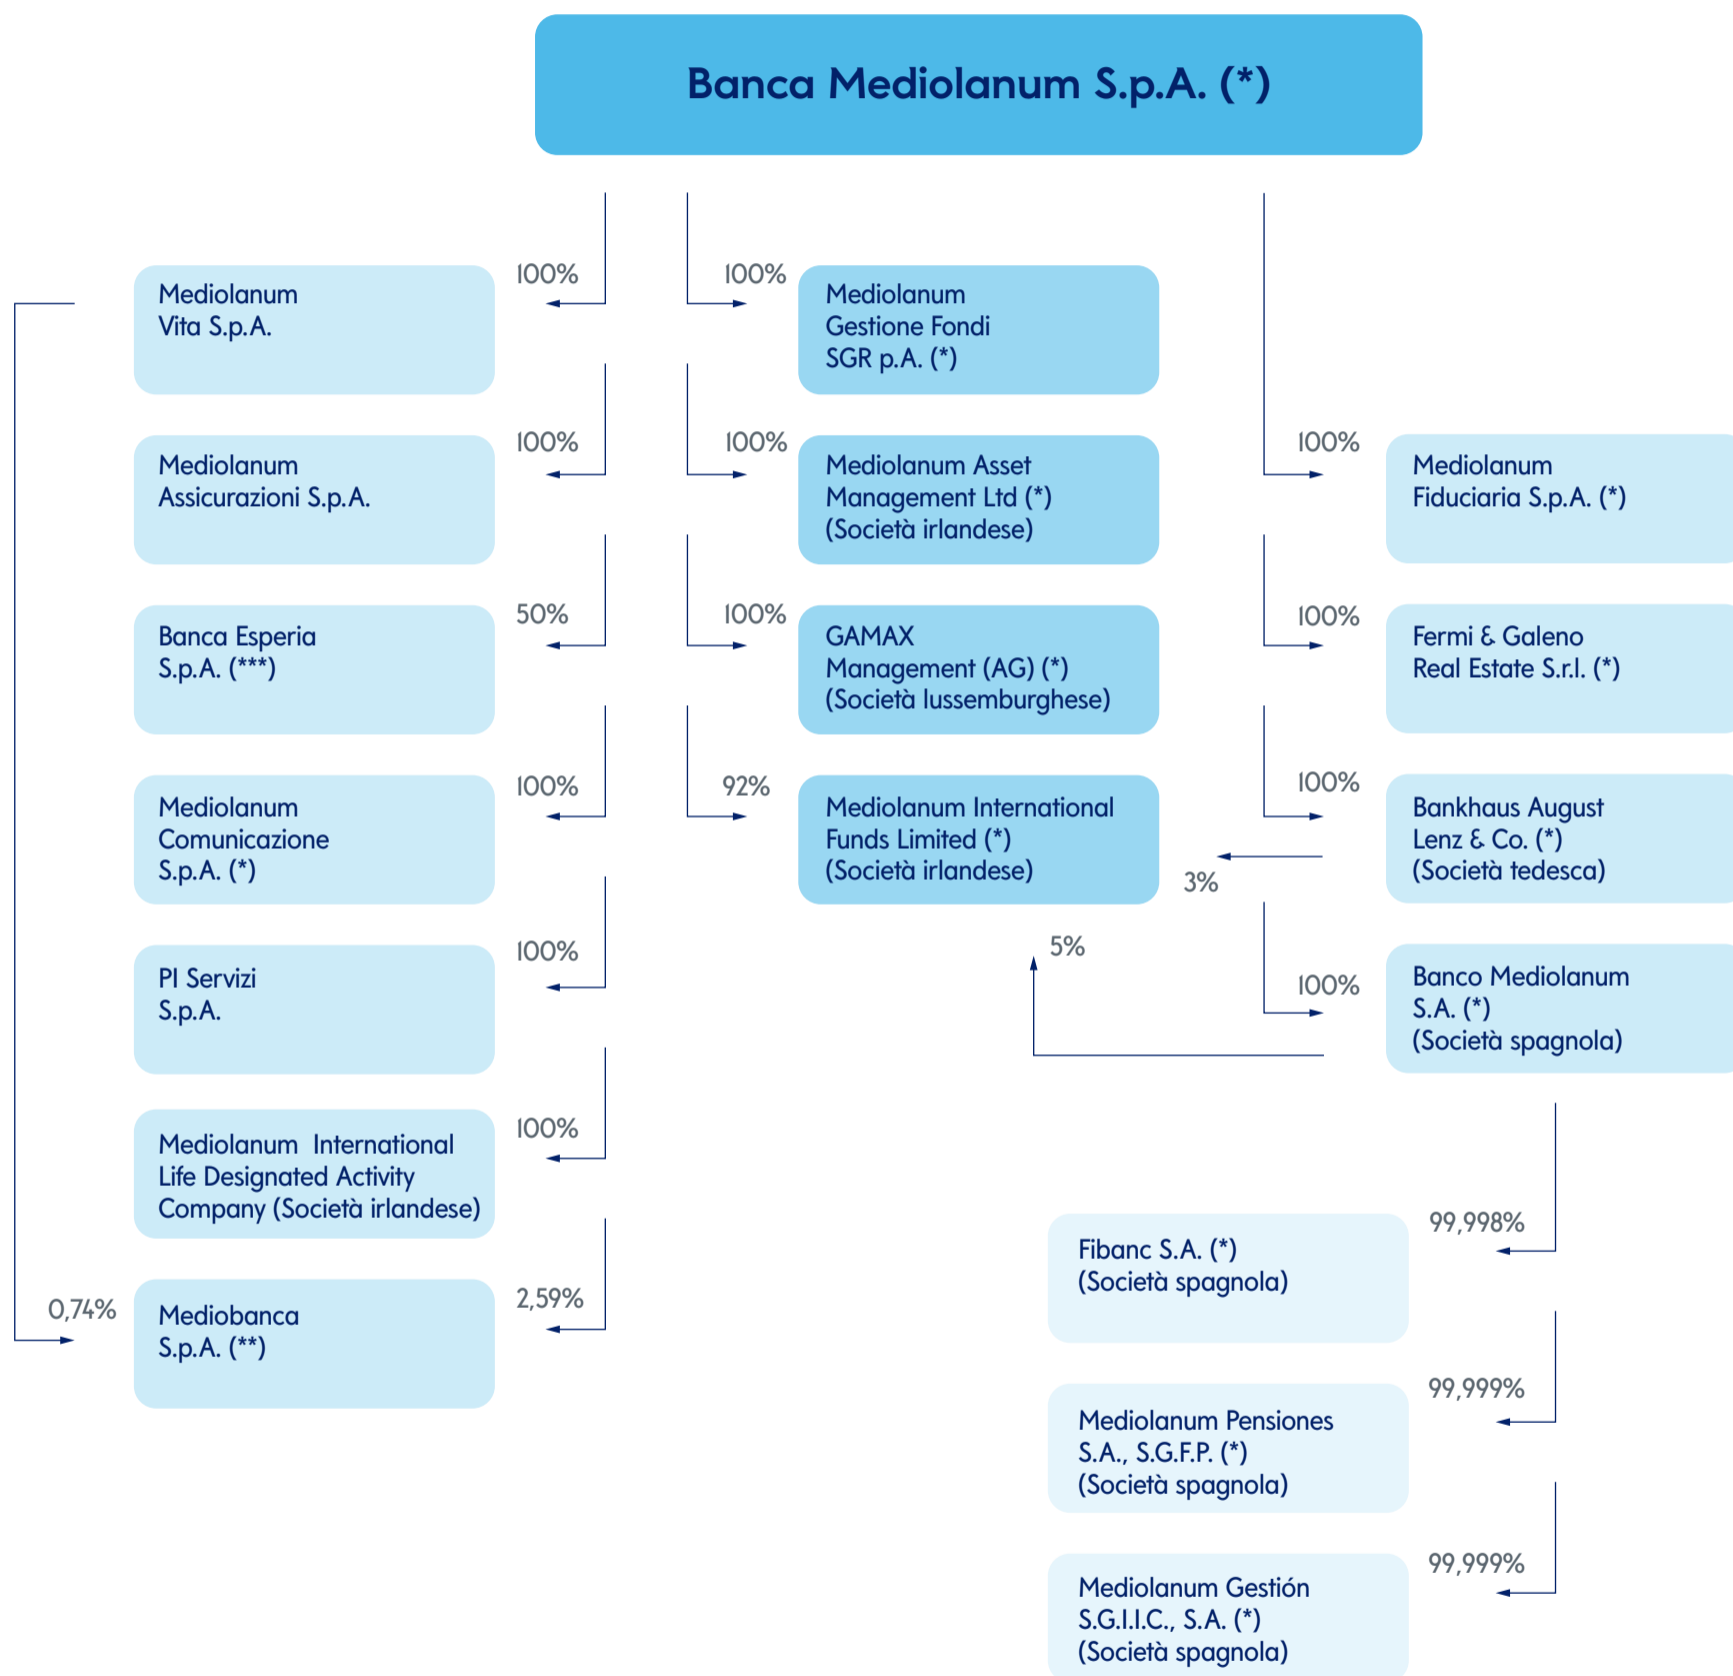 Banca Mediolanum S.p.A. (*)
100%
Mediolanum
Vita S.p.A.
100%
Mediolanum
Assicurazioni S.p.A.
50%
Banca Esperia
S.p.A. (***)
100%
Mediolanum
Comunicazione
S.p.A. (*)
100%
PI Servizi
S.p.A.
100%
Mediolanum International
Life Designated Activity
Company (Società irlandese)
0,74%
2,59%
Mediobanca
S.p.A. (**)
100%
Mediolanum
Gestione Fondi
SGR p.A. (*)
100%
Mediolanum Asset
Management Ltd (*)
(Società irlandese)
100%
GAMAX
Management (AG) (*)
(Società lussemburghese)
92%
Mediolanum International
Funds Limited (*)
(Società irlandese)
3%
5%
100%
Mediolanum
Fiduciaria S.p.A. (*)
100%
Fermi & Galeno
Real Estate S.r.l. (*)
100%
Bankhaus August
Lenz & Co. (*)
(Società tedesca)
100%
Banco Mediolanum
S.A. (*)
(Società spagnola)
99,998%
Fibanc S.A. (*)
(Società spagnola)
99,999%
Mediolanum Pensiones
S.A., S.G.F.P. (*)
(Società spagnola)
99,999%
Mediolanum Gestión
S.G.I.I.C., S.A. (*)
(Società spagnola)